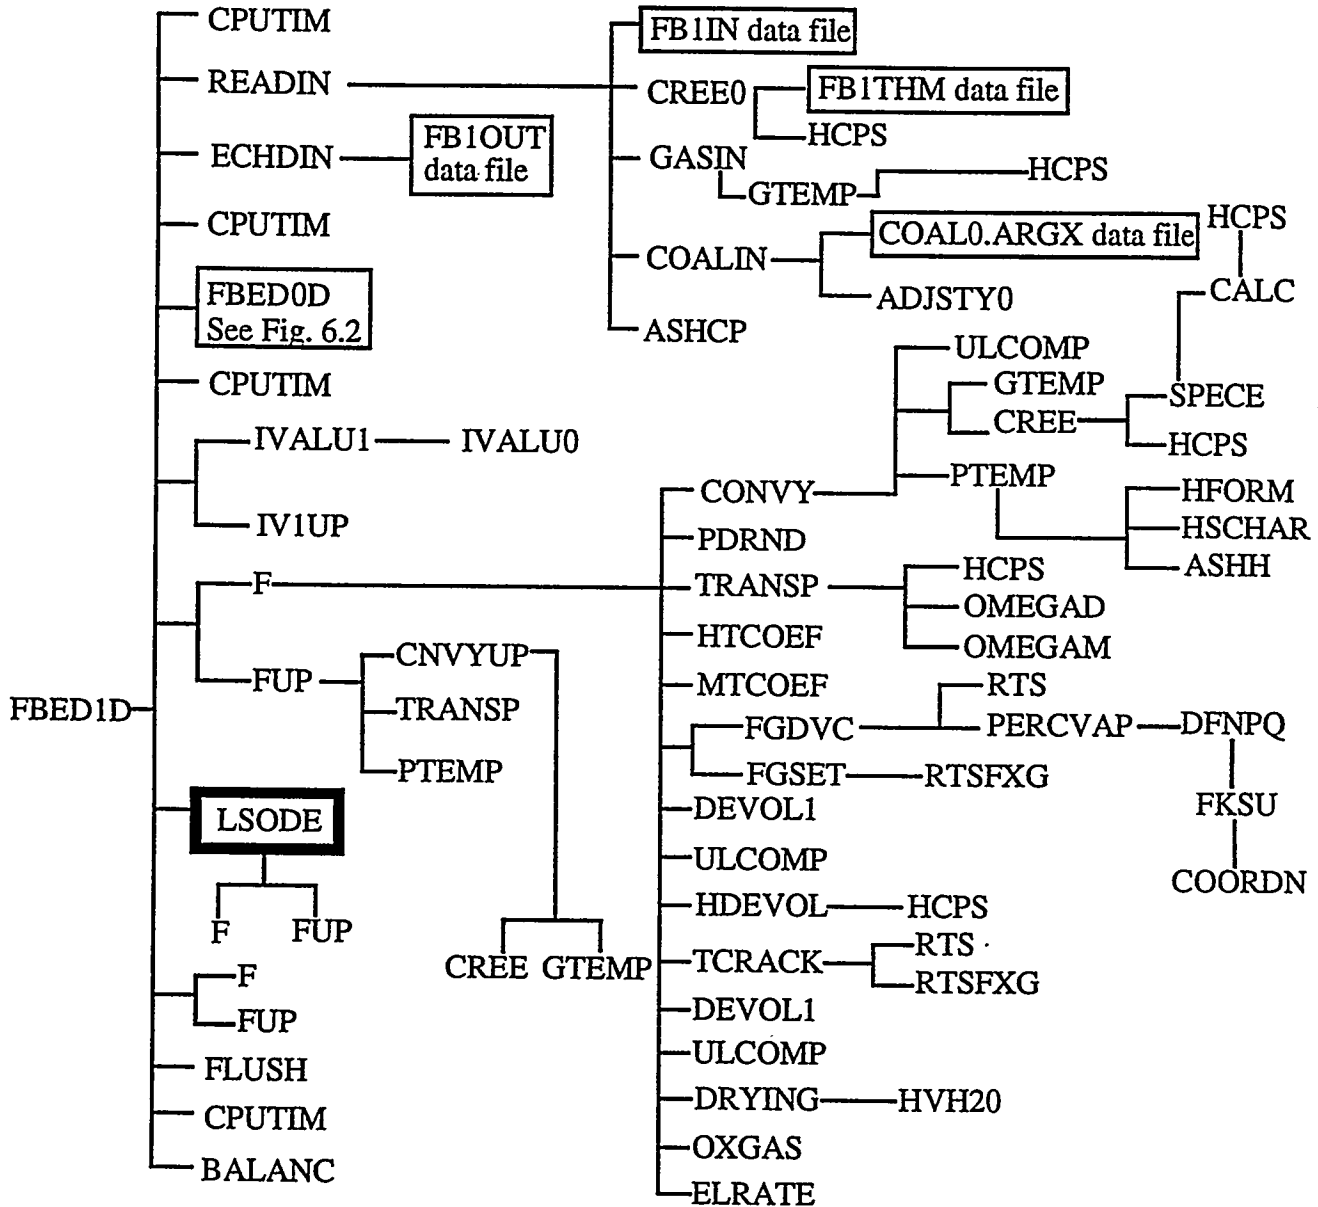 CPUTIM
READIN
ECHDIN
FB1OUT
data file
CPUTIM
FBED0D
See Fig. 6.2
CPUTIM
IVALU1
IVALU0
IV1UP
F
FUP
CNVYUP
TRANSP
PTEMP
CREE GTEMP
FBED1D
LSODE
F
FUP
F
FUP
FLUSH
CPUTIM
BALANC
FB1IN data file
CREE0
FB1THM data file
HCPS
GASIN
GTEMP
HCPS
COALIN
COAL0.ARGX data file
ADJSTY0
ASHCP
HCPS
CALC
SPECE
HCPS
ULCOMP
GTEMP
CREE
PTEMP
HFORM
HSCHAR
ASHH
CONVY
PDRND
TRANSP
HCPS
OMEGAD
OMEGAM
HTCOEF
MTCOEF
FGDVC
RTS
PERCVAP
DFNPQ
FKSU
COORDN
FGSET
RTSFXG
DEVOL1
ULCOMP
HDEVOL
HCPS
TCRACK
RTS
RTSFXG
DEVOL1
ULCOMP
DRYING
HVH20
OXGAS
ELRATE